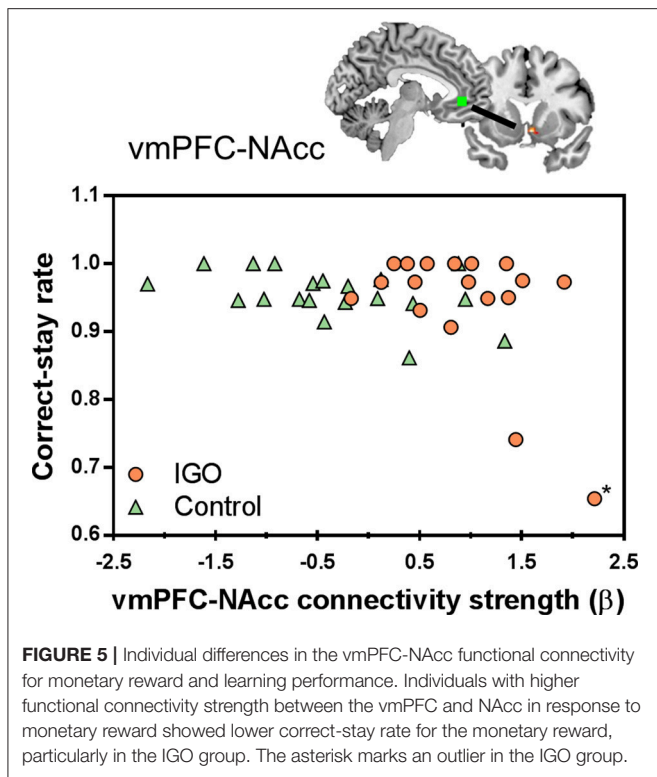 vmPFC-NAcc
1.1
1.0
0.9
0.8
0.7
0.6
Correct-stay rate
IGO
Control
*
-2.5
-1.5
-0.5
0.5
1.5
2.5
vmPFC-NAcc connectivity strength (β)
FIGURE 5 | Individual differences in the vmPFC-NAcc functional connectivity
for monetary reward and learning performance. Individuals with higher
functional connectivity strength between the vmPFC and NAcc in response to
monetary reward showed lower correct-stay rate for the monetary reward,
particularly in the IGO group. The asterisk marks an outlier in the IGO group.